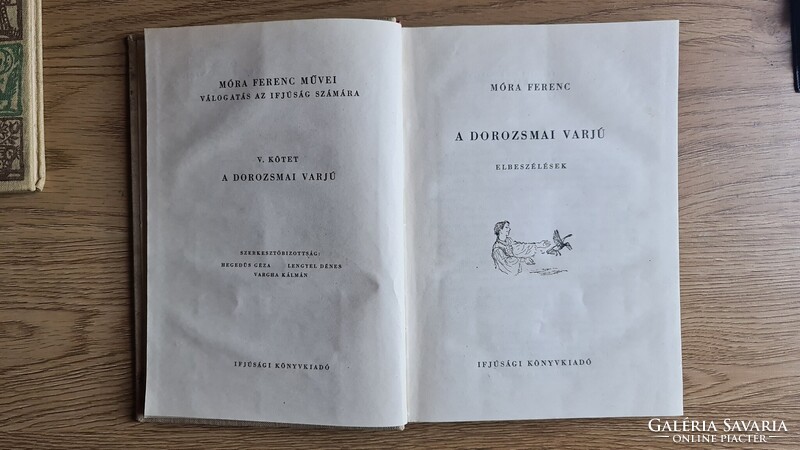 MÓRA FERENC MŰVEI
VÁLOGATÁS AZ IFJÚSÁG SZÁMÁRA
V. KÖTET
A DOROZSMAI VARJÚ
SZERKESZTŐBIZOTTSÁG:
HEGEDÜS GÉZA LENGYEL DÉNES
VARGHA KÁLMÁN
IFJÚSÁGI KÖNYVKIADÓ
MÓRA FERENC
A DOROZSMAI VARJÚ
ELBESZÉLÉSEK
IFJÚSÁGI KÖNYVKIADÓ
GALÉRIA SAVARIA
ONLINE PIACTÉR